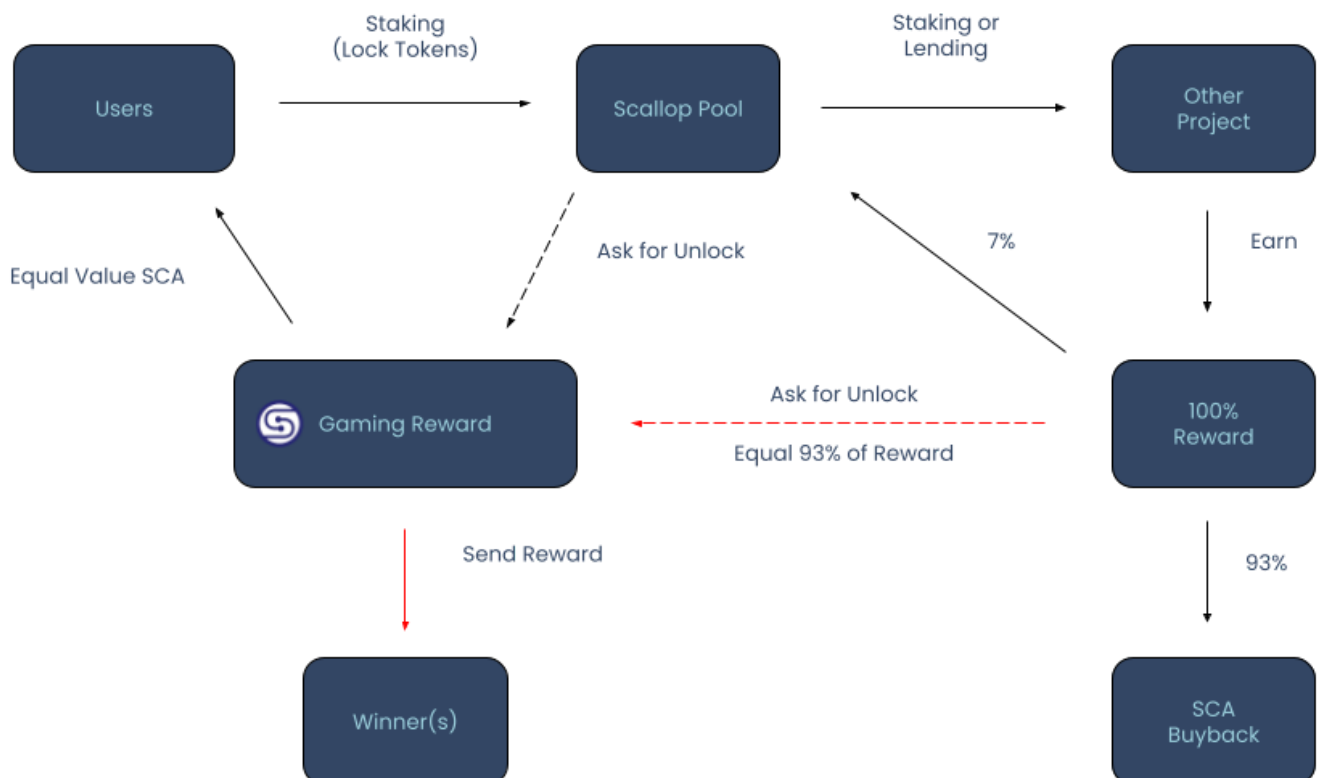 Staking
(Lock Tokens)
Staking or
Lending
Users
Scallop Pool
Other
Project
Equal Value SCA
Ask for Unlock
7%
Earn
Gaming Reward
Ask for Unlock
Equal 93% of Reward
100%
Reward
Send Reward
93%
Winner(s)
SCA
Buyback